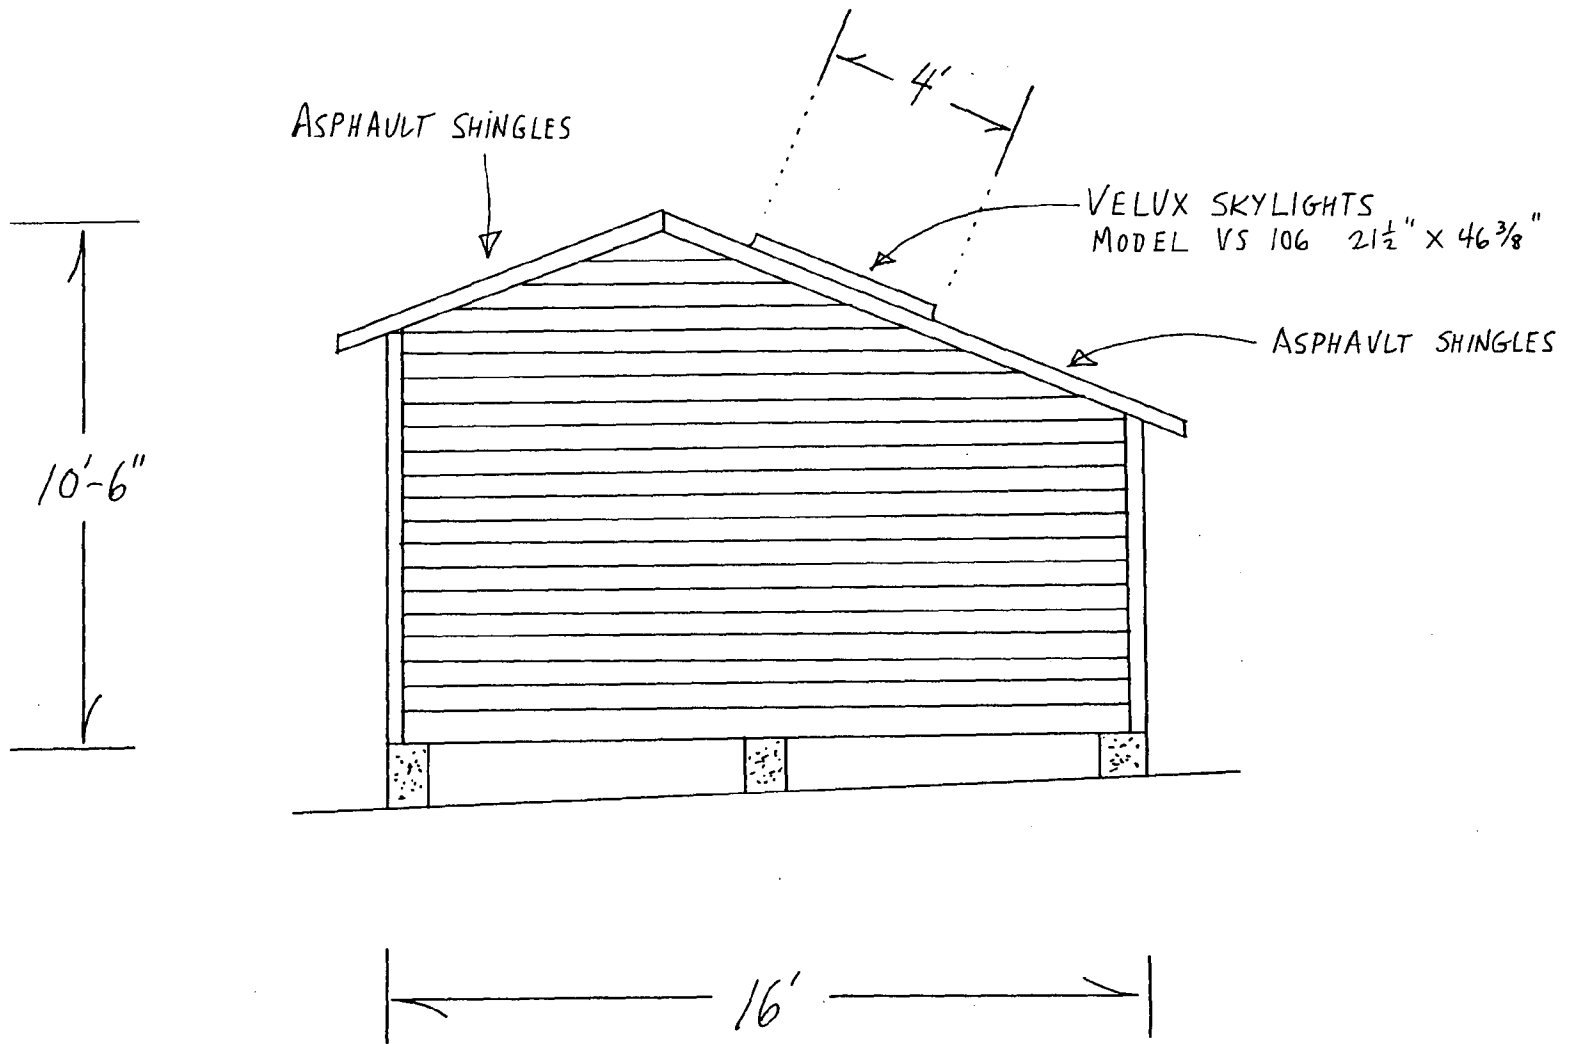 4'
ASPHAULT SHINGLES
VELUX SKYLIGHTS
MODEL VS 106 21½" X 46⅜"
ASPHAULT SHINGLES
10'-6"
16'